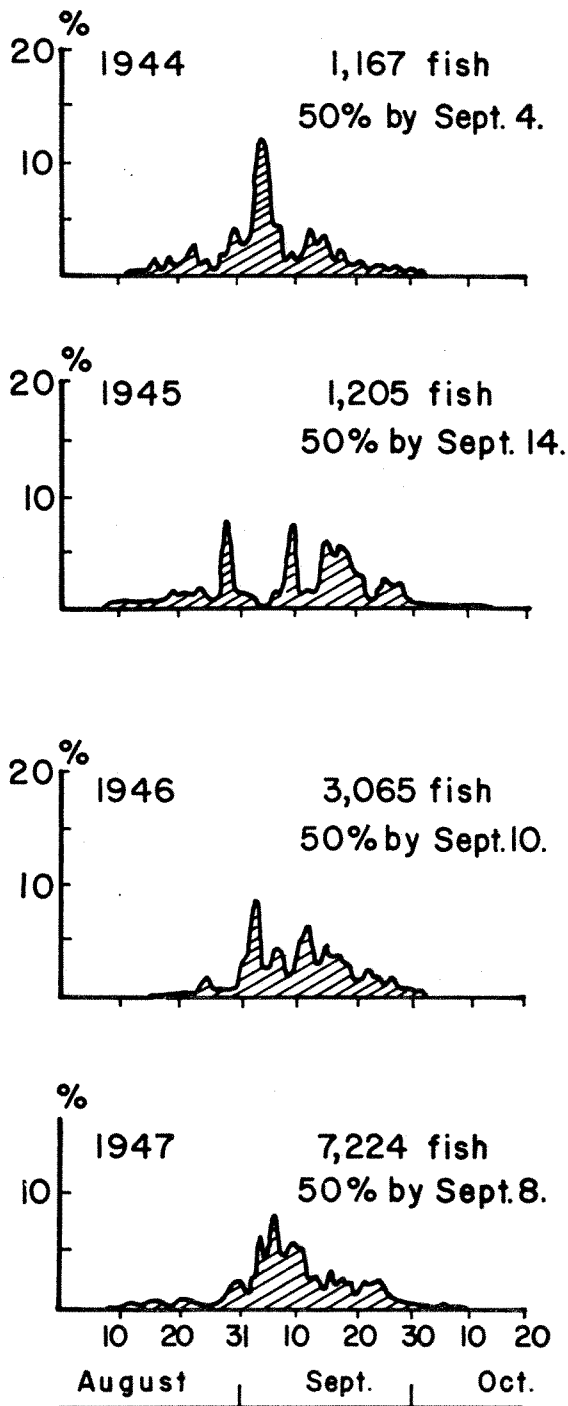 %
20
1944 1,167 fish
50% by Sept. 4.
10
%
20
1945 1,205 fish
50% by Sept. 14.
10
%
20
1946 3,065 fish
50% by Sept. 10.
10
%
1947 7,224 fish
10 50% by Sept. 8.
10 20 31 10 20 30 10 20
August Sept. Oct.